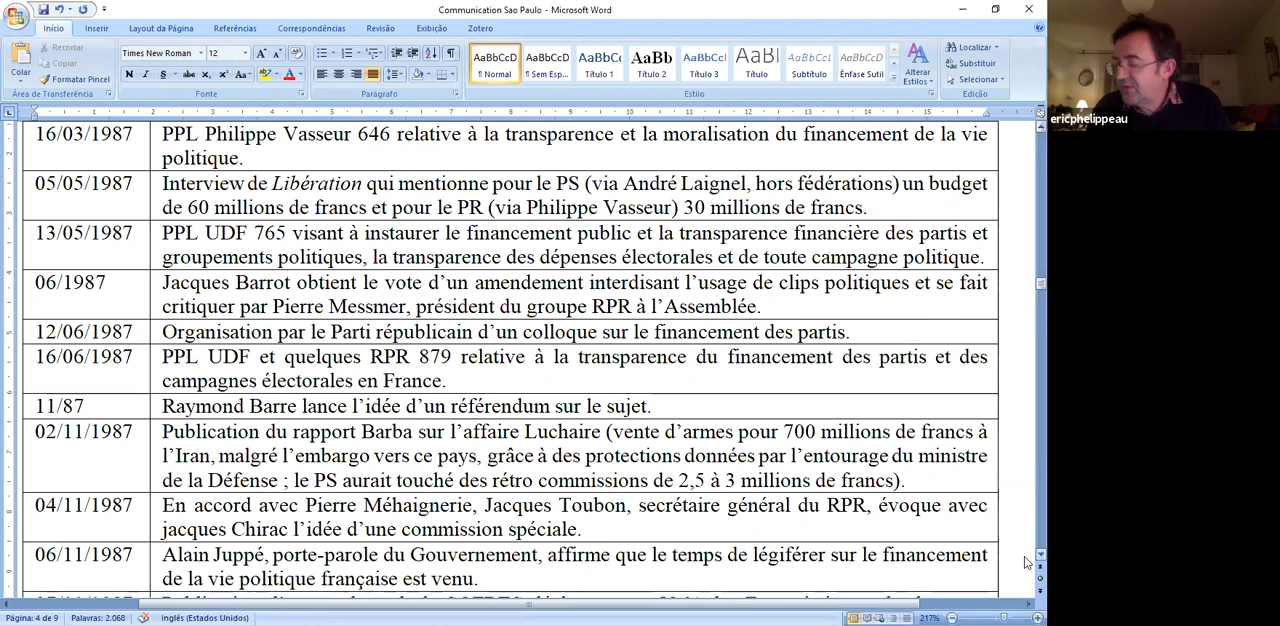 Communication Sao Paulo - Microsoft Word
Início Inserir Layout da Página Referências Correspondências Revisão Exibição Zotero
Colar
Recortar
Copiar
Formatar Pincel
Área de Transferência
Times New Roman 12
Fonte
Parágrafo
AaBbCcD AaBbCcD AaBbC AaBb AaBbCcI AaBl AaBbCcL AaBbCcD
¶ Normal ¶ Sem Esp... Título 1 Título 2 Título 3 Título Subtítulo Ênfase Sutil
Estilo
Alterar Estilos
Localizar
Substituir
Selecionar
Edição
ericphelippeau
16/03/1987 PPL Philippe Vasseur 646 relative à la transparence et la moralisation du financement de la vie
politique.
05/05/1987 Interview de Libération qui mentionne pour le PS (via André Laignel, hors fédérations) un budget
de 60 millions de francs et pour le PR (via Philippe Vasseur) 30 millions de francs.
13/05/1987 PPL UDF 765 visant à instaurer le financement public et la transparence financière des partis et
groupements politiques, la transparence des dépenses électorales et de toute campagne politique.
06/1987 Jacques Barrot obtient le vote d’un amendement interdisant l’usage de clips politiques et se fait
critiquer par Pierre Messmer, président du groupe RPR à l’Assemblée.
12/06/1987 Organisation par le Parti républicain d’un colloque sur le financement des partis.
16/06/1987 PPL UDF et quelques RPR 879 relative à la transparence du financement des partis et des
campagnes électorales en France.
11/87 Raymond Barre lance l’idée d’un référendum sur le sujet.
02/11/1987 Publication du rapport Barba sur l’affaire Luchaire (vente d’armes pour 700 millions de francs à
l’Iran, malgré l’embargo vers ce pays, grâce à des protections données par l’entourage du ministre
de la Défense ; le PS aurait touché des rétro commissions de 2,5 à 3 millions de francs).
04/11/1987 En accord avec Pierre Méhaignerie, Jacques Toubon, secrétaire général du RPR, évoque avec
jacques Chirac l’idée d’une commission spéciale.
06/11/1987 Alain Juppé, porte-parole du Gouvernement, affirme que le temps de légiférer sur le financement
de la vie politique française est venu.
Página: 4 de 9 Palavras: 2.068 Inglês (Estados Unidos) 217%